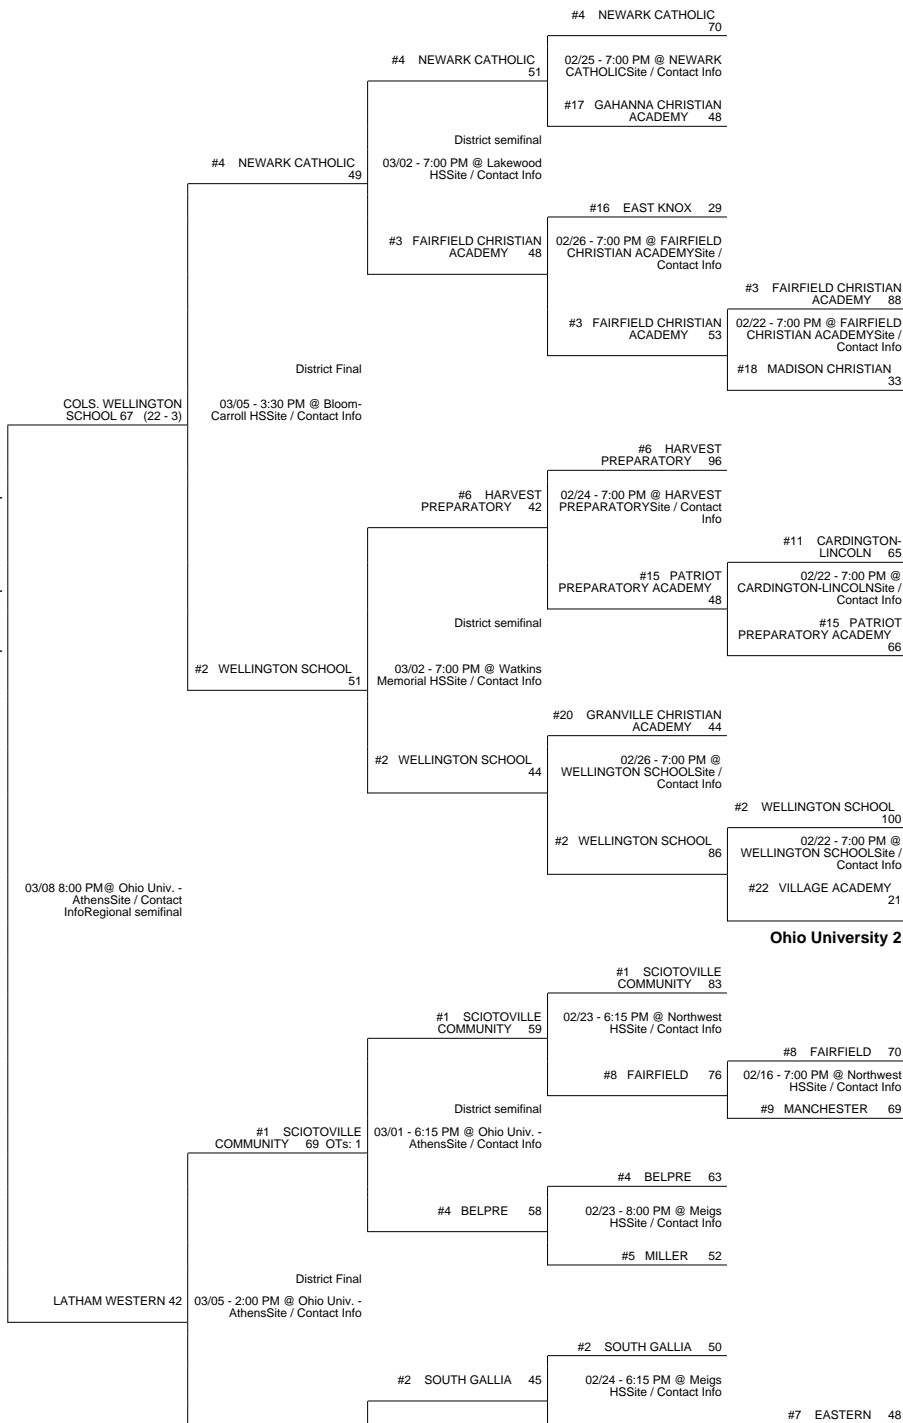 #4 NEWARK CATHOLIC
70
#4 NEWARK CATHOLIC
51
02/25 - 7:00 PM @ NEWARK
CATHOLICSite / Contact Info
#17 GAHANNA CHRISTIAN
ACADEMY 48
District semifinal
#4 NEWARK CATHOLIC
49
03/02 - 7:00 PM @ Lakewood
HSSite / Contact Info
#16 EAST KNOX 29
#3 FAIRFIELD CHRISTIAN
ACADEMY 48
02/26 - 7:00 PM @ FAIRFIELD
CHRISTIAN ACADEMYSite /
Contact Info
#3 FAIRFIELD CHRISTIAN
ACADEMY 88
#3 FAIRFIELD CHRISTIAN
ACADEMY 53
02/22 - 7:00 PM @ FAIRFIELD
CHRISTIAN ACADEMYSite /
Contact Info
#18 MADISON CHRISTIAN
33
District Final
COLS. WELLINGTON
SCHOOL 67 (22 - 3)
03/05 - 3:30 PM @ Bloom-
Carroll HSSite / Contact Info
#6 HARVEST
PREPARATORY 96
#6 HARVEST
PREPARATORY 42
02/24 - 7:00 PM @ HARVEST
PREPARATORYSite / Contact
Info
#11 CARDINGTON-
LINCOLN 65
#15 PATRIOT
PREPARATORY ACADEMY
48
02/22 - 7:00 PM @
CARDINGTON-LINCOLNSite /
Contact Info
#15 PATRIOT
PREPARATORY ACADEMY
66
District semifinal
#2 WELLINGTON SCHOOL
51
03/02 - 7:00 PM @ Watkins
Memorial HSSite / Contact Info
#20 GRANVILLE CHRISTIAN
ACADEMY 44
#2 WELLINGTON SCHOOL
44
02/26 - 7:00 PM @
WELLINGTON SCHOOLSite /
Contact Info
#2 WELLINGTON SCHOOL
100
#2 WELLINGTON SCHOOL
86
02/22 - 7:00 PM @
WELLINGTON SCHOOLSite /
Contact Info
#22 VILLAGE ACADEMY
21
03/08 8:00 PM@ Ohio Univ. -
AthensSite / Contact
InfoRegional semifinal
Ohio University 2
#1 SCIOTOVILLE
COMMUNITY 83
#1 SCIOTOVILLE
COMMUNITY 59
02/23 - 6:15 PM @ Northwest
HSSite / Contact Info
#8 FAIRFIELD 70
#8 FAIRFIELD 76
02/16 - 7:00 PM @ Northwest
HSSite / Contact Info
#9 MANCHESTER 69
District semifinal
#1 SCIOTOVILLE
COMMUNITY 69 OTs: 1
03/01 - 6:15 PM @ Ohio Univ. -
AthensSite / Contact Info
#4 BELPRE 63
#4 BELPRE 58
02/23 - 8:00 PM @ Meigs
HSSite / Contact Info
#5 MILLER 52
District Final
LATHAM WESTERN 42
03/05 - 2:00 PM @ Ohio Univ. -
AthensSite / Contact Info
#2 SOUTH GALLIA 50
#2 SOUTH GALLIA 45
02/24 - 6:15 PM @ Meigs
HSSite / Contact Info
#7 EASTERN 48